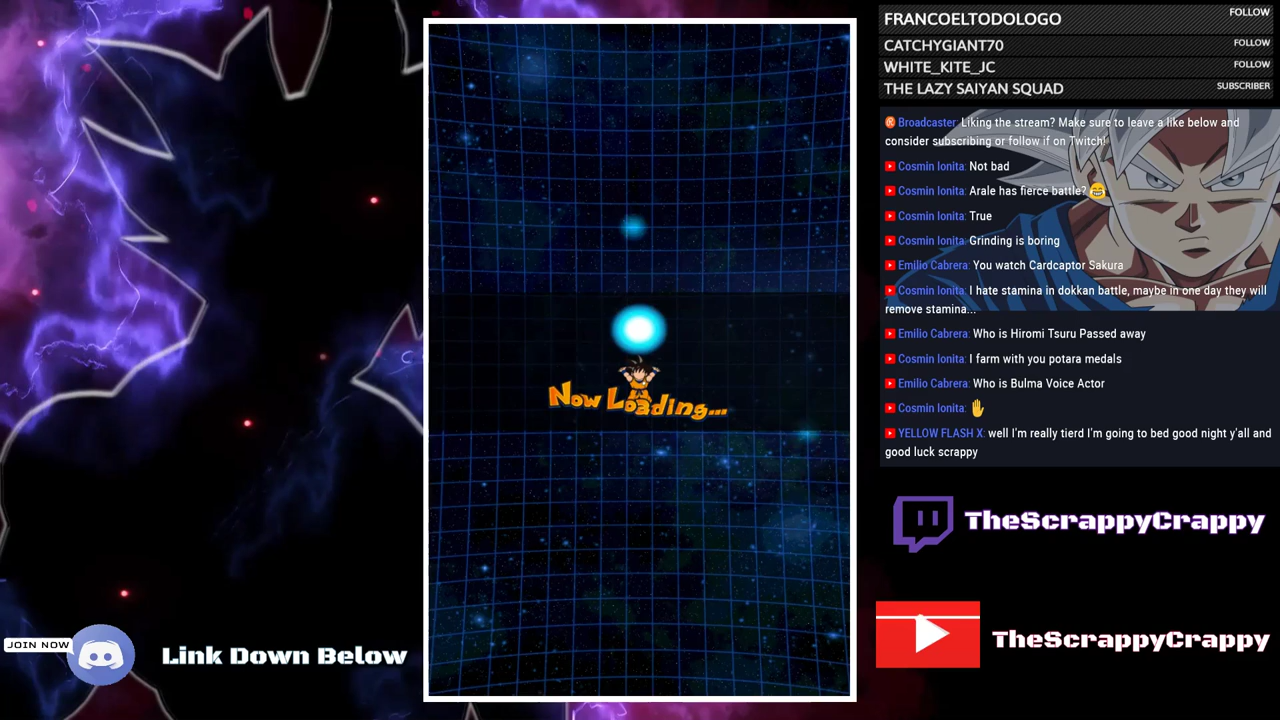 FRANCOELTODOLOGO FOLLOW
CATCHYGIANT70 FOLLOW
WHITE_KITE_JC FOLLOW
THE LAZY SAIYAN SQUAD SUBSCRIBER
Broadcaster: Liking the stream? Make sure to leave a like below and
consider subscribing or follow if on Twitch!
Cosmin Ionita: Not bad
Cosmin Ionita: Arale has fierce battle? 😂
Cosmin Ionita: True
Cosmin Ionita: Grinding is boring
Emilio Cabrera: You watch Cardcaptor Sakura
Cosmin Ionita: I hate stamina in dokkan battle, maybe in one day they will
remove stamina...
Emilio Cabrera: Who is Hiromi Tsuru Passed away
Cosmin Ionita: I farm with you potara medals
Emilio Cabrera: Who is Bulma Voice Actor
Cosmin Ionita: ✋
YELLOW FLASH X: well I'm really tierd I'm going to bed good night y'all and
good luck scrappy
Now Loading...
TheScrappyCrappy
TheScrappyCrappy
JOIN NOW
Link Down Below